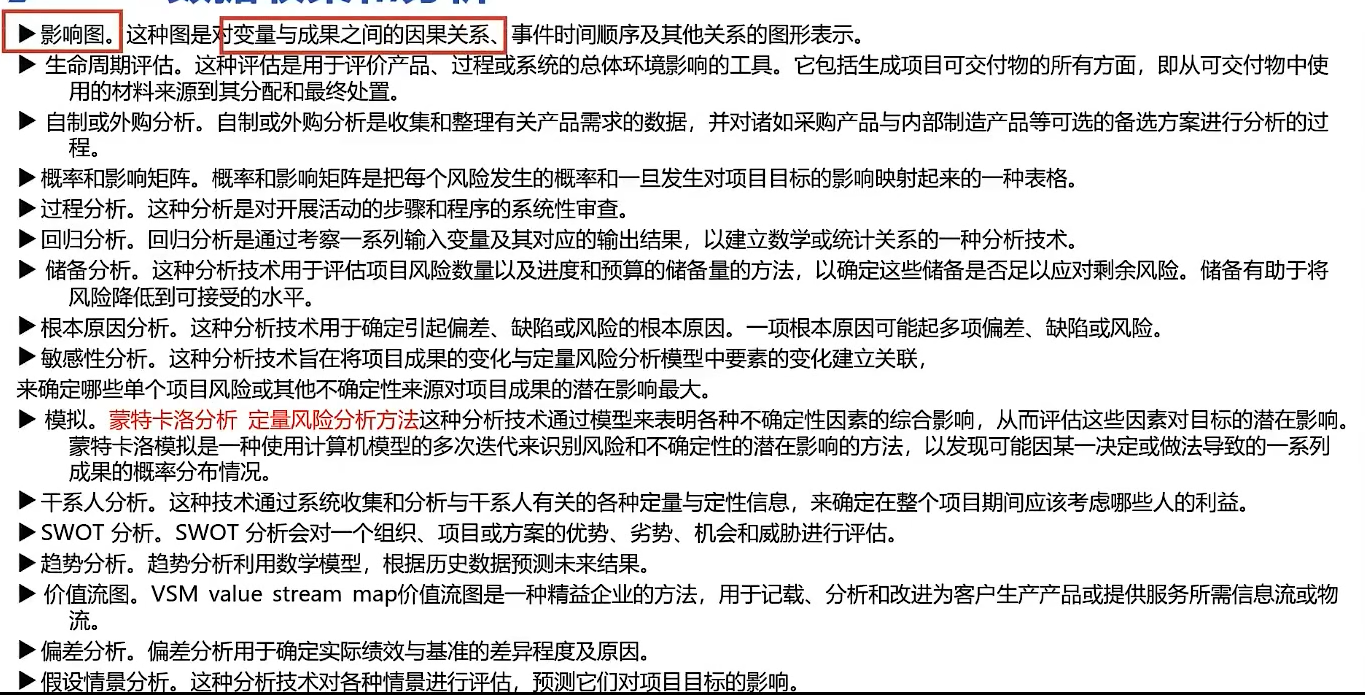 ▶影响图。这种图是对变量与成果之间的因果关系、事件时间顺序及其他关系的图形表示。
▶ 生命周期评估。这种评估是用于评价产品、过程或系统的总体环境影响的工具。它包括生成项目可交付物的所有方面，即从可交付物中使
用的材料来源到其分配和最终处置。
▶ 自制或外购分析。自制或外购分析是收集和整理有关产品需求的数据，并对诸如采购产品与内部制造产品等可选的备选方案进行分析的过
程。
▶概率和影响矩阵。概率和影响矩阵是把每个风险发生的概率和一旦发生对项目目标的影响映射起来的一种表格。
▶过程分析。这种分析是对开展活动的步骤和程序的系统性审查。
▶回归分析。回归分析是通过考察一系列输入变量及其对应的输出结果，以建立数学或统计关系的一种分析技术。
▶ 储备分析。这种分析技术用于评估项目风险数量以及进度和预算的储备量的方法，以确定这些储备是否足以应对剩余风险。储备有助于将
风险降低到可接受的水平。
▶根本原因分析。这种分析技术用于确定引起偏差、缺陷或风险的根本原因。一项根本原因可能起多项偏差、缺陷或风险。
▶敏感性分析。这种分析技术旨在将项目成果的变化与定量风险分析模型中要素的变化建立关联，
来确定哪些单个项目风险或其他不确定性来源对项目成果的潜在影响最大。
▶ 模拟。蒙特卡洛分析 定量风险分析方法这种分析技术通过模型来表明各种不确定性因素的综合影响，从而评估这些因素对目标的潜在影响。
蒙特卡洛模拟是一种使用计算机模型的多次迭代来识别风险和不确定性的潜在影响的方法，以发现可能因某一决定或做法导致的一系列
成果的概率分布情况。
▶干系人分析。这种技术通过系统收集和分析与干系人有关的各种定量与定性信息，来确定在整个项目期间应该考虑哪些人的利益。
▶SWOT 分析。SWOT 分析会对一个组织、项目或方案的优势、劣势、机会和威胁进行评估。
▶趋势分析。趋势分析利用数学模型，根据历史数据预测未来结果。
▶ 价值流图。VSM value stream map价值流图是一种精益企业的方法，用于记载、分析和改进为客户生产产品或提供服务所需信息流或物
流。
▶偏差分析。偏差分析用于确定实际绩效与基准的差异程度及原因。
▶假设情景分析。这种分析技术对各种情景进行评估，预测它们对项目目标的影响。